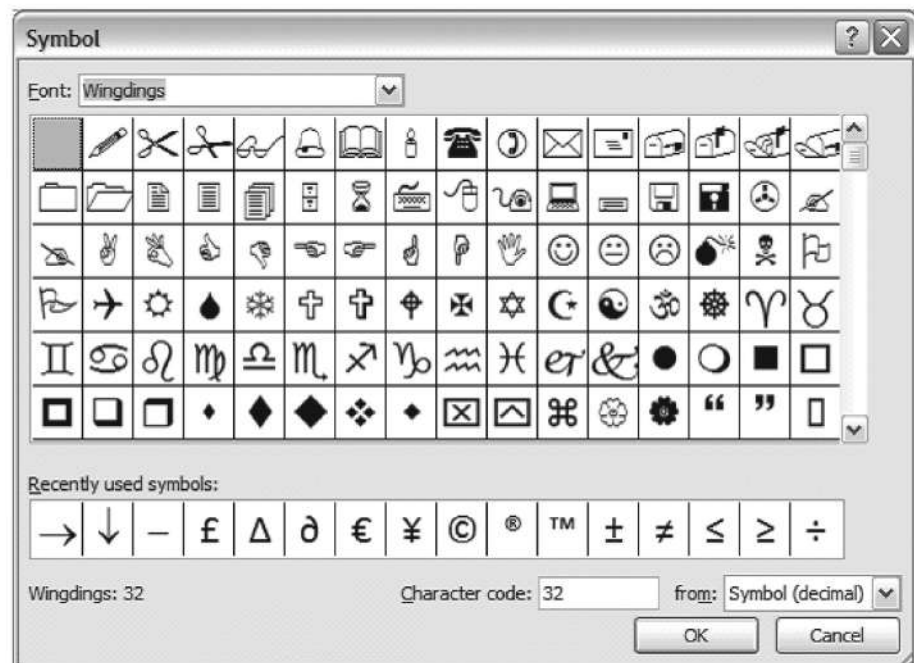 Symbol
Font: Wingdings
Recently used symbols:
→ ↓ – £ Δ ∂ € ¥ © ® ™ ± ≠ ≤ ≥ ÷
Wingdings: 32 Character code: 32 from: Symbol (decimal)
OK Cancel